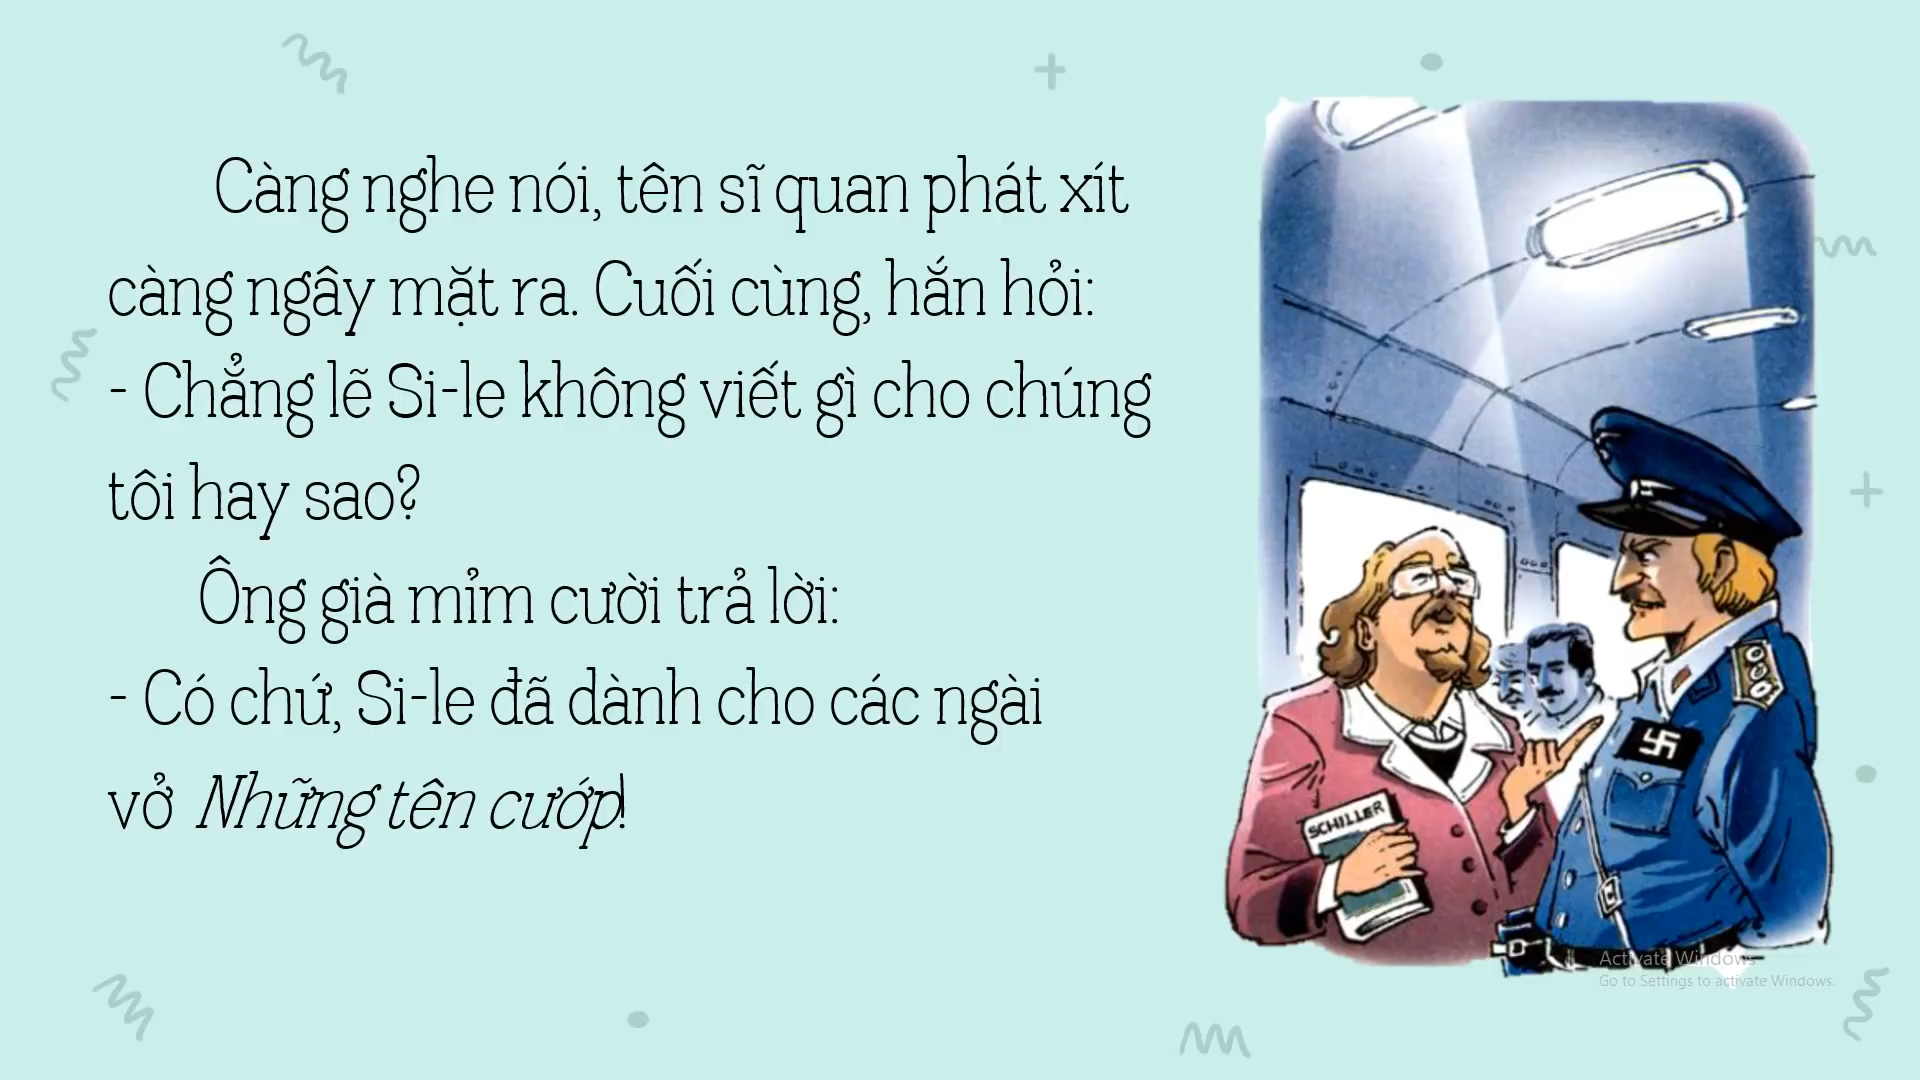 Càng nghe nói, tên sĩ quan phát xít
càng ngây mặt ra. Cuối cùng, hắn hỏi:
- Chẳng lẽ Si-le không viết gì cho chúng
tôi hay sao?
Ông già mỉm cười trả lời:
- Có chứ, Si-le đã dành cho các ngài
vở Những tên cướp!
SCHILLER
Activate Windows
Go to Settings to activate Windows.